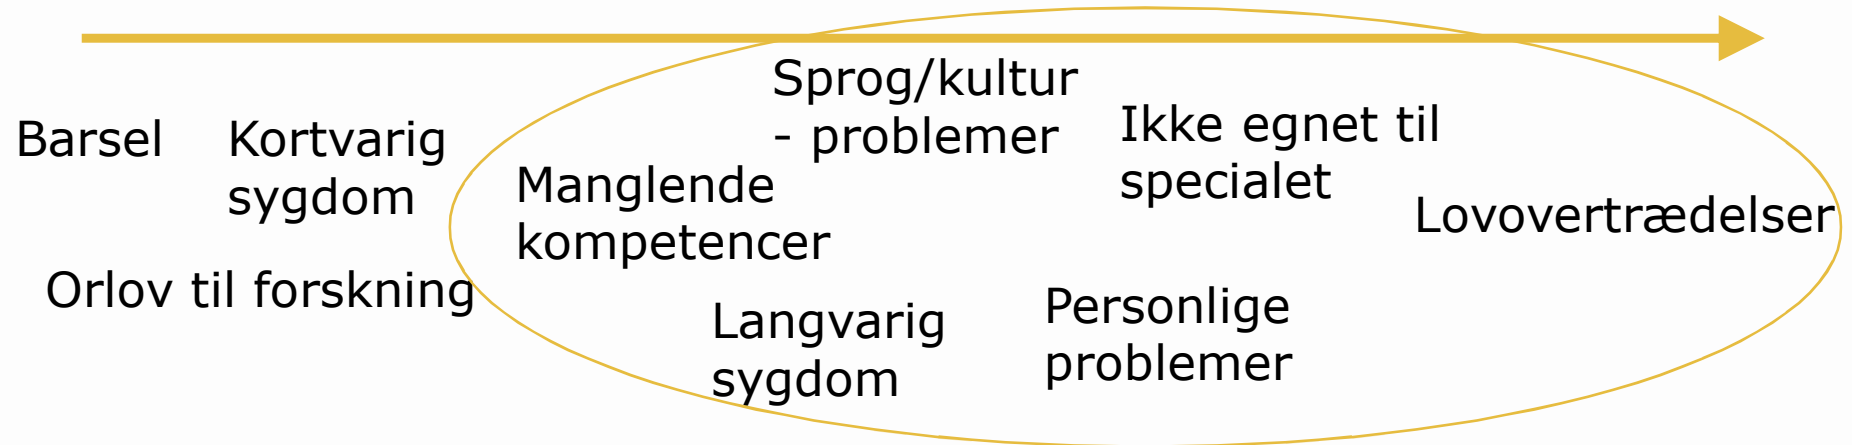 Barsel
Kortvarig
sygdom
Orlov til forskning
Manglende
kompetencer
Sprog/kultur
- problemer
Langvarig
sygdom
Ikke egnet til
specialet
Personlige
problemer
Lovovertrædelser